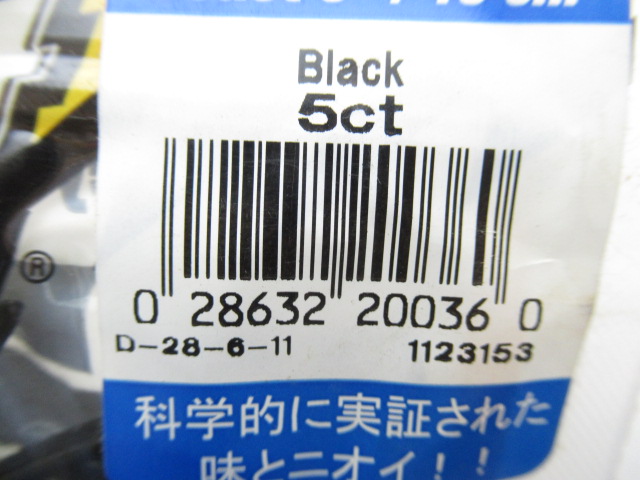 Black
5ct
0 28632 20036 0
D-28-6-11 1123153
®
科学的に実証された
味とニオイ!!